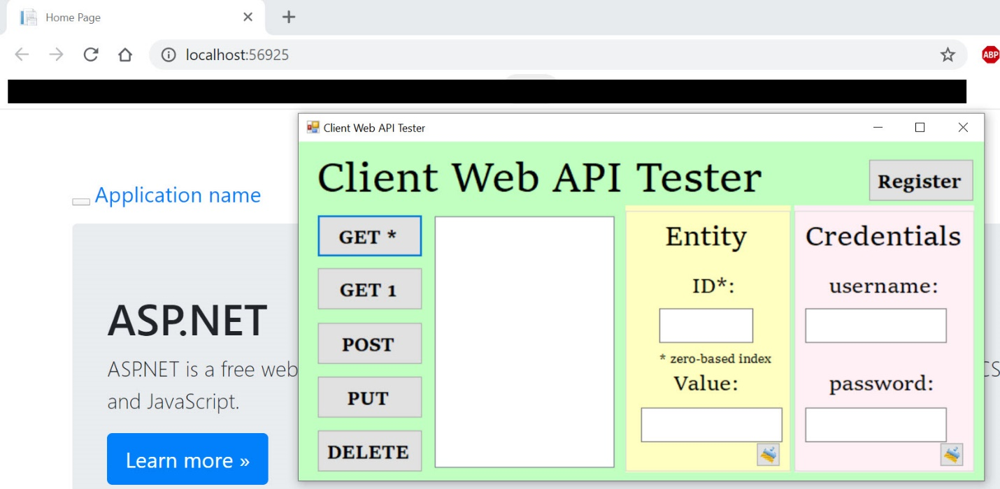 Home Page
localhost:56925
ABP
Client Web API Tester
Client Web API Tester
Register
Application name
GET *
GET 1
POST
PUT
DELETE
Entity
ID*:
* zero-based index
Value:
Credentials
username:
password:
ASP.NET
ASP.NET is a free web
CS
and JavaScript.
Learn more »